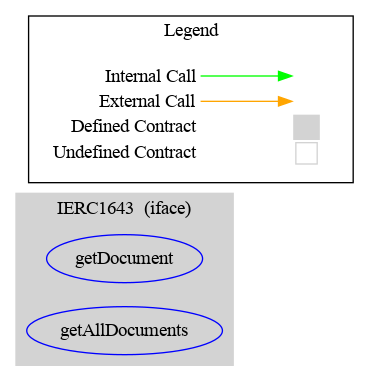 Legend
Internal Call
External Call
Defined Contract
Undefined Contract
IERC1643  (iface)
getDocument
getAllDocuments